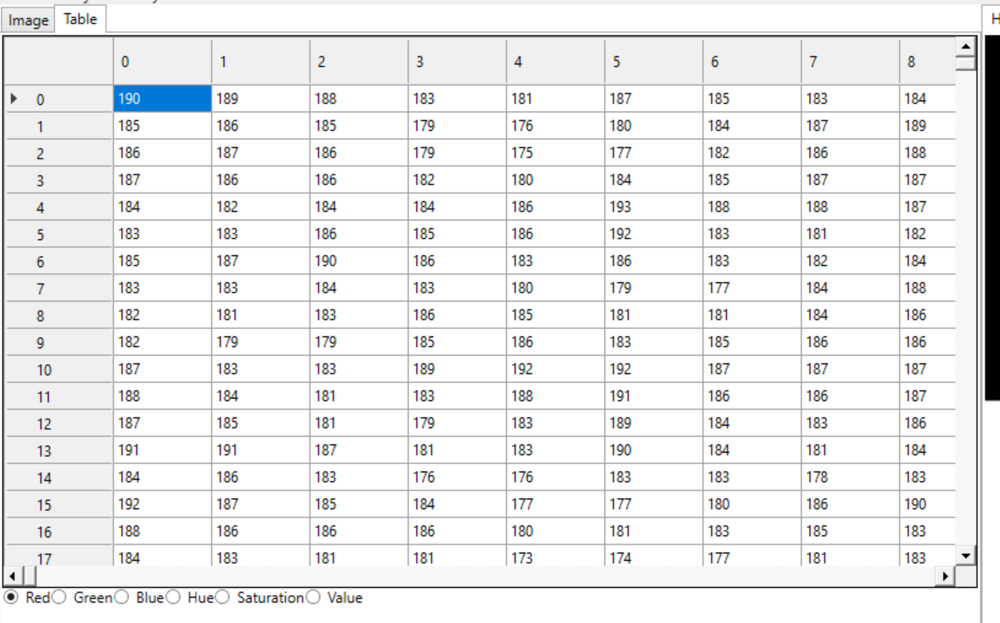 Image Table H
0 1 2 3 4 5 6 7 8
0 190 189 188 183 181 187 185 183 184
1 185 186 185 179 176 180 184 187 189
2 186 187 186 179 175 177 182 186 188
3 187 186 186 182 180 184 185 187 187
4 184 182 184 184 186 193 188 188 187
5 183 183 186 185 186 192 183 181 182
6 185 187 190 186 183 186 183 182 184
7 183 183 184 183 180 179 177 184 188
8 182 181 183 186 185 181 181 184 186
9 182 179 179 185 186 183 185 186 186
10 187 183 183 189 192 192 187 187 187
11 188 184 181 183 188 191 186 186 187
12 187 185 181 179 183 189 184 183 186
13 191 191 187 181 183 190 184 181 184
14 184 186 183 176 176 183 183 178 183
15 192 187 185 184 177 177 180 186 190
16 188 186 186 186 180 181 183 185 183
17 184 183 181 181 173 174 177 181 183
Red Green Blue Hue Saturation Value